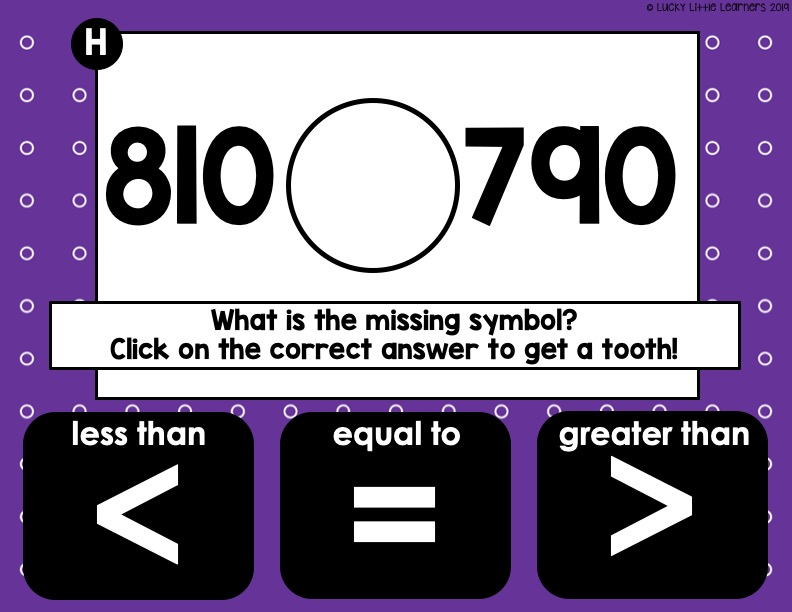 © Lucky Little Learners 2019
H
810 790
What is the missing symbol?
Click on the correct answer to get a tooth!
less than equal to greater than
< = >